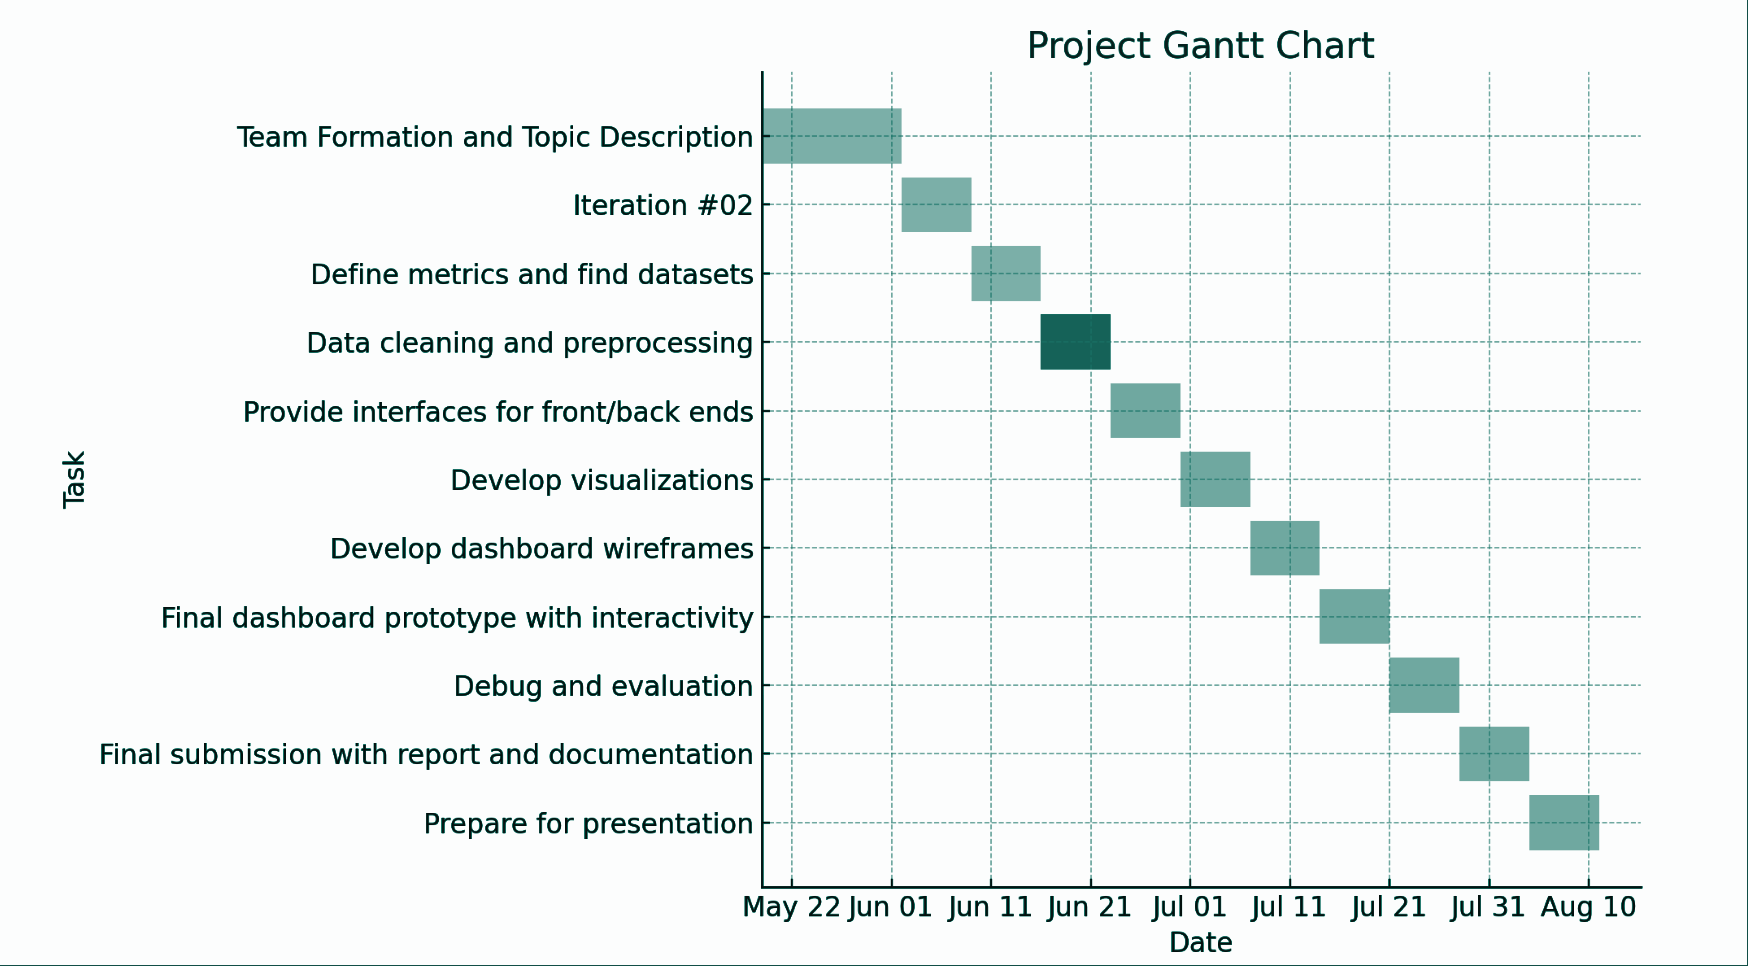 Project Gantt Chart
Team Formation and Topic Description
Iteration #02
Define metrics and find datasets
Data cleaning and preprocessing
Provide interfaces for front/back ends
Develop visualizations
Develop dashboard wireframes
Final dashboard prototype with interactivity
Debug and evaluation
Final submission with report and documentation
Prepare for presentation
Task
May 22 Jun 01 Jun 11 Jun 21 Jul 01 Jul 11 Jul 21 Jul 31 Aug 10
Date